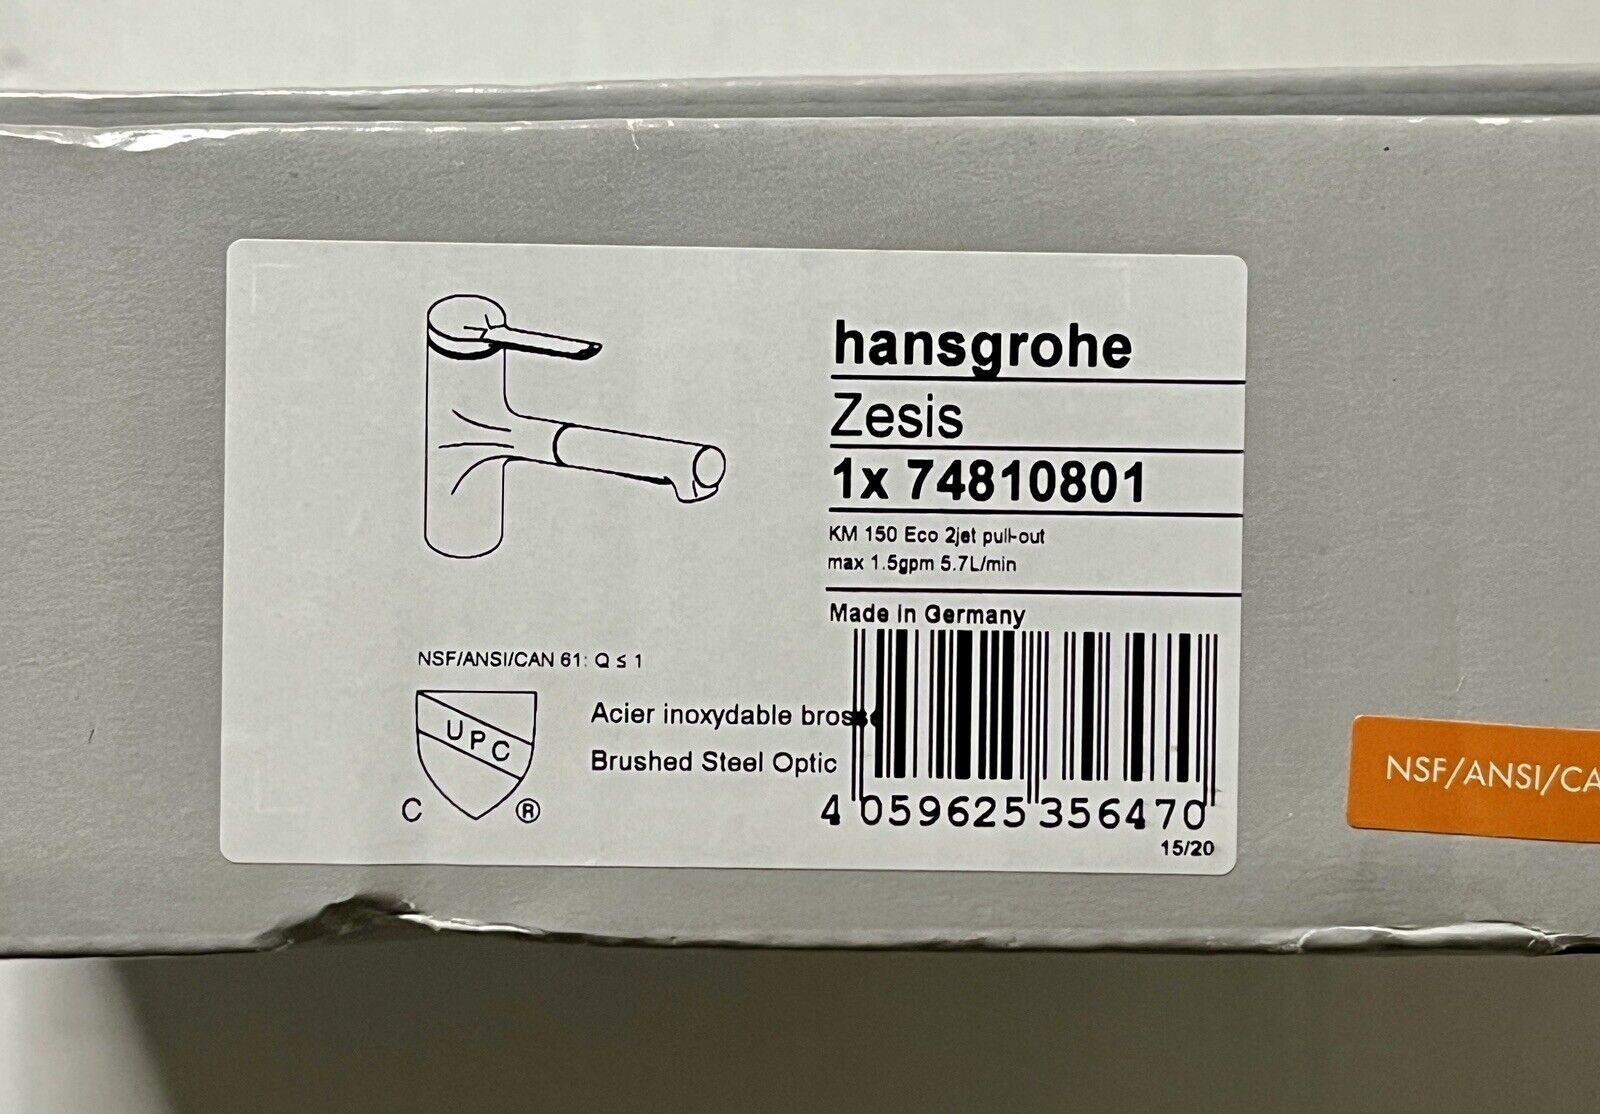 hansgrohe
Zesis
1x 74810801
KM 150 Eco 2jet pull-out
max 1.5gpm 5.7L/min
Made in Germany
NSF/ANSI/CAN 61: Q ≤ 1
UPC
C ®
Acier inoxydable brossé
Brushed Steel Optic
4 059625 356470
15/20
NSF/ANSI/CA